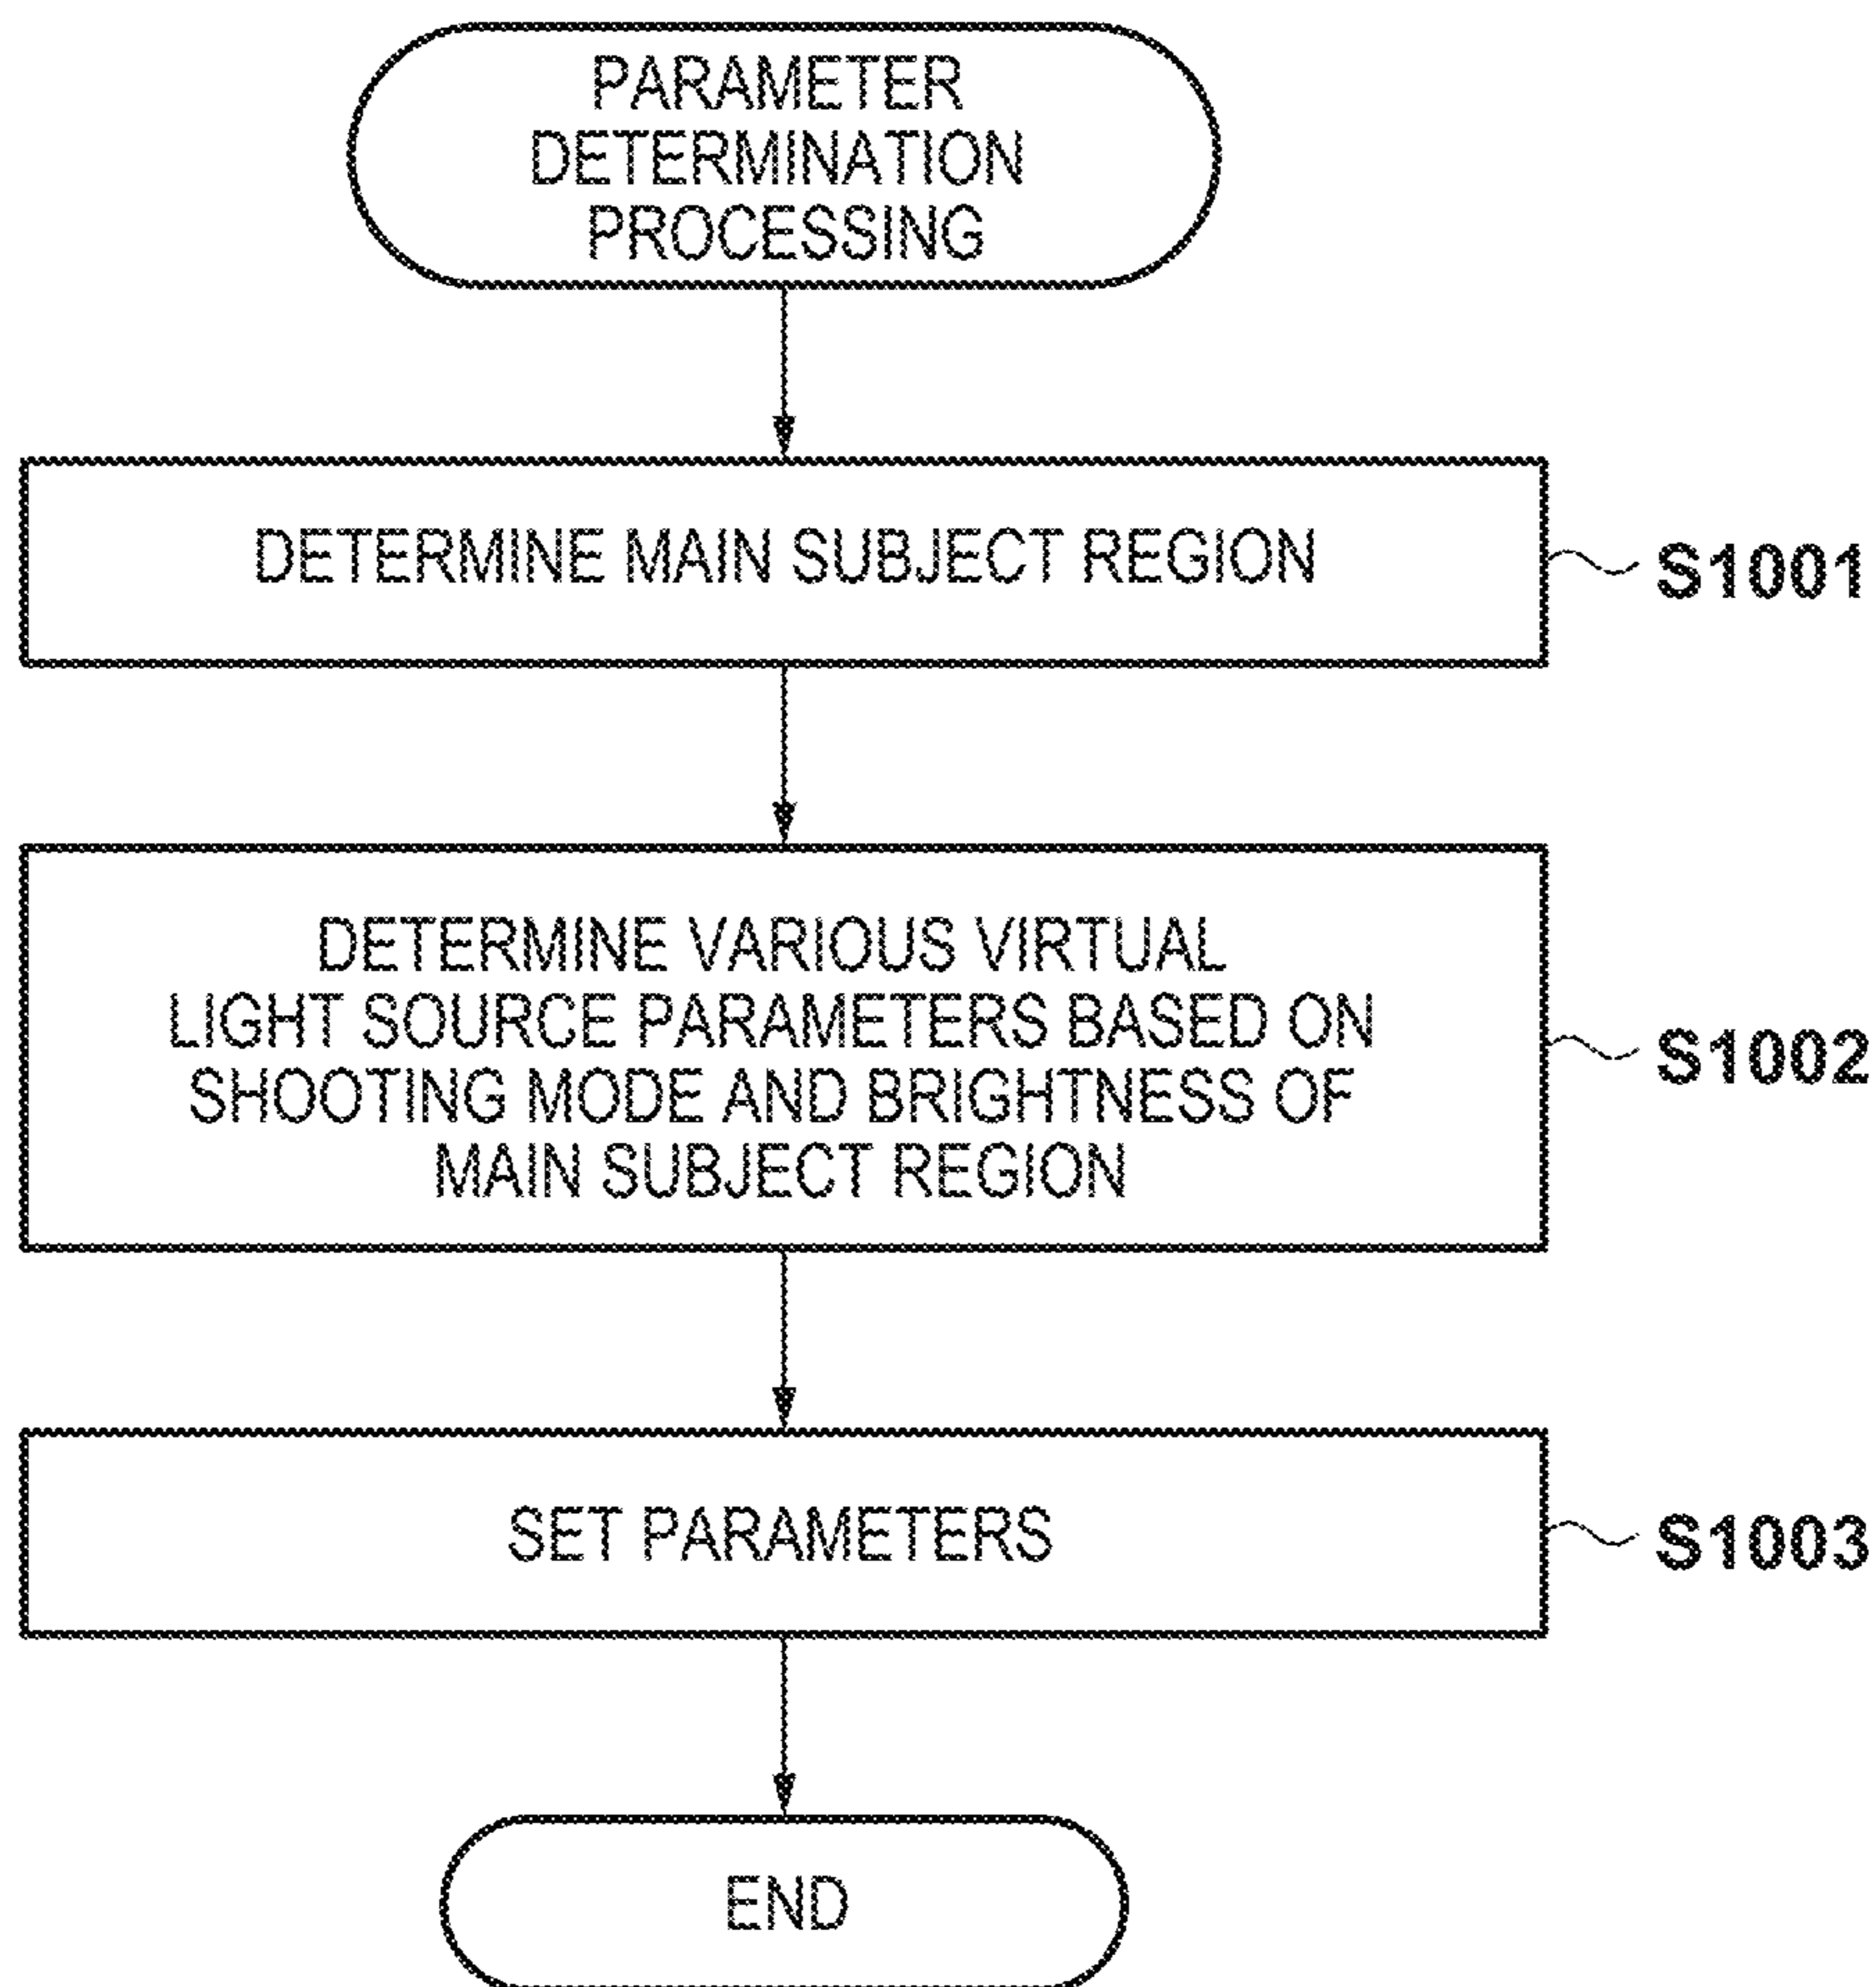 PARAMETER
DETERMINATION
PROCESSING
DETERMINE MAIN SUBJECT REGION
S1001
DETERMINE VARIOUS VIRTUAL
LIGHT SOURCE PARAMETERS BASED ON
SHOOTING MODE AND BRIGHTNESS OF
MAIN SUBJECT REGION
S1002
SET PARAMETERS
S1003
END